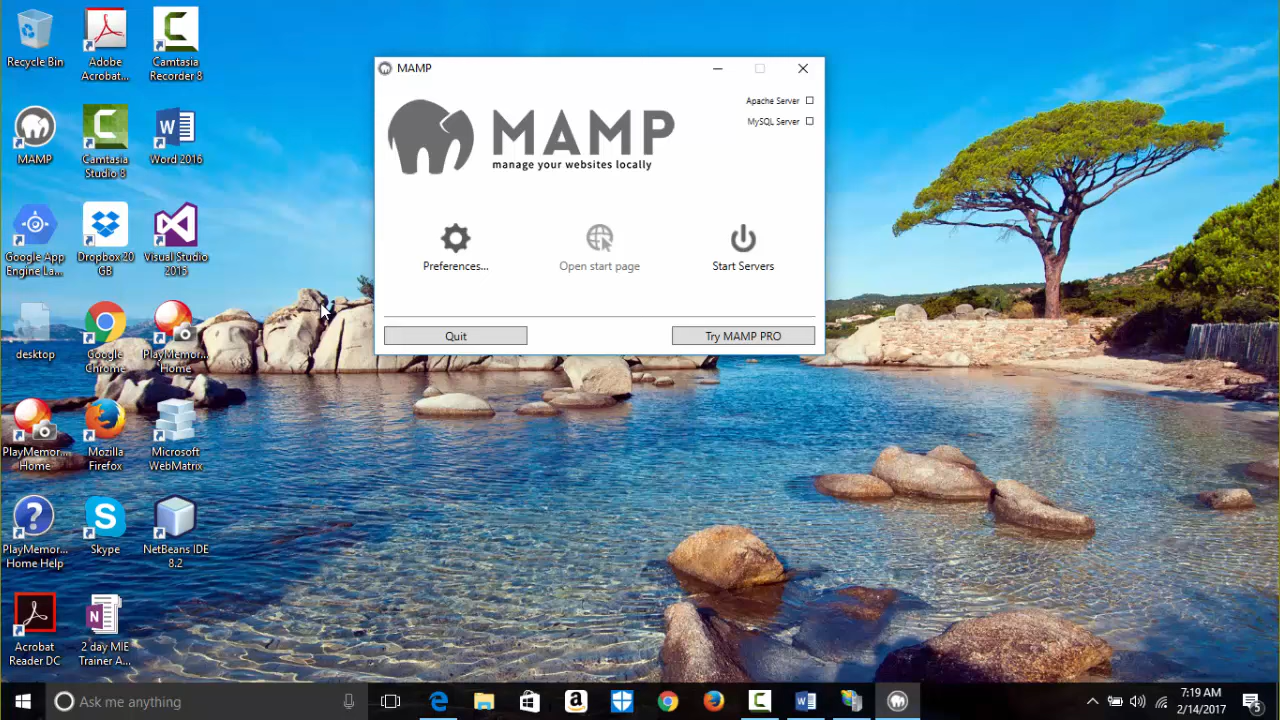 Recycle Bin
Adobe
Acrobat...
Camtasia
Recorder 8
MAMP
Camtasia
Studio 8
Word 2016
Google App
Engine La...
Dropbox 20
GB
Visual Studio
2015
desktop
Google
Chrome
PlayMemor...
Home
PlayMemor...
Home
Mozilla
Firefox
Microsoft
WebMatrix
PlayMemor...
Home Help
Skype
NetBeans IDE
8.2
Acrobat
Reader DC
2 day MIE
Trainer A...
MAMP
Apache Server
MySQL Server
MAMP
manage your websites locally
Preferences...
Open start page
Start Servers
Quit
Try MAMP PRO
Ask me anything
7:19 AM
2/14/2017
5